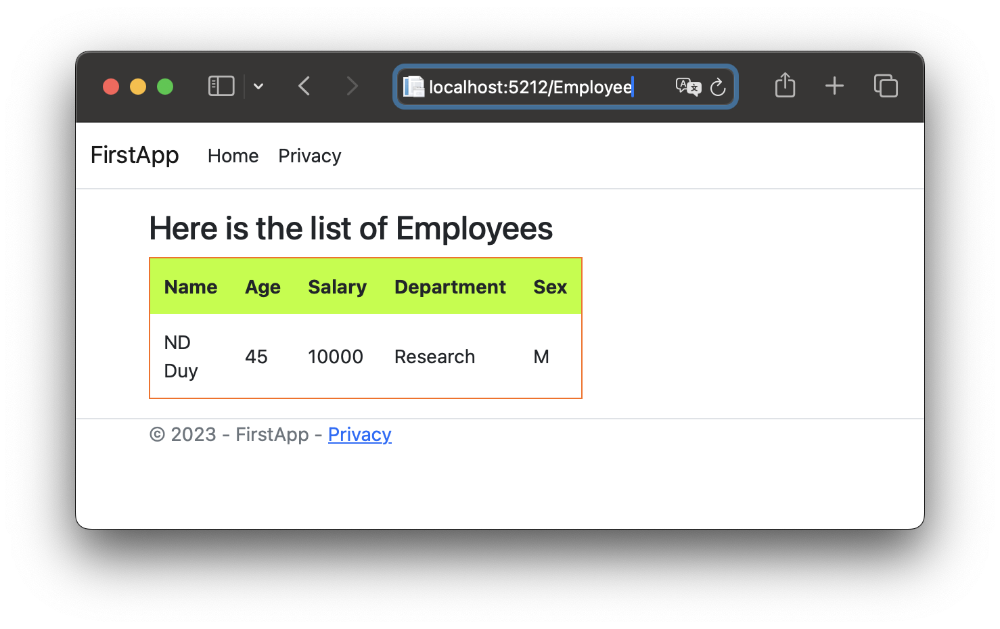 localhost:5212/Employee
FirstApp Home Privacy
Here is the list of Employees
Name Age Salary Department Sex
ND Duy 45 10000 Research M
© 2023 - FirstApp - Privacy